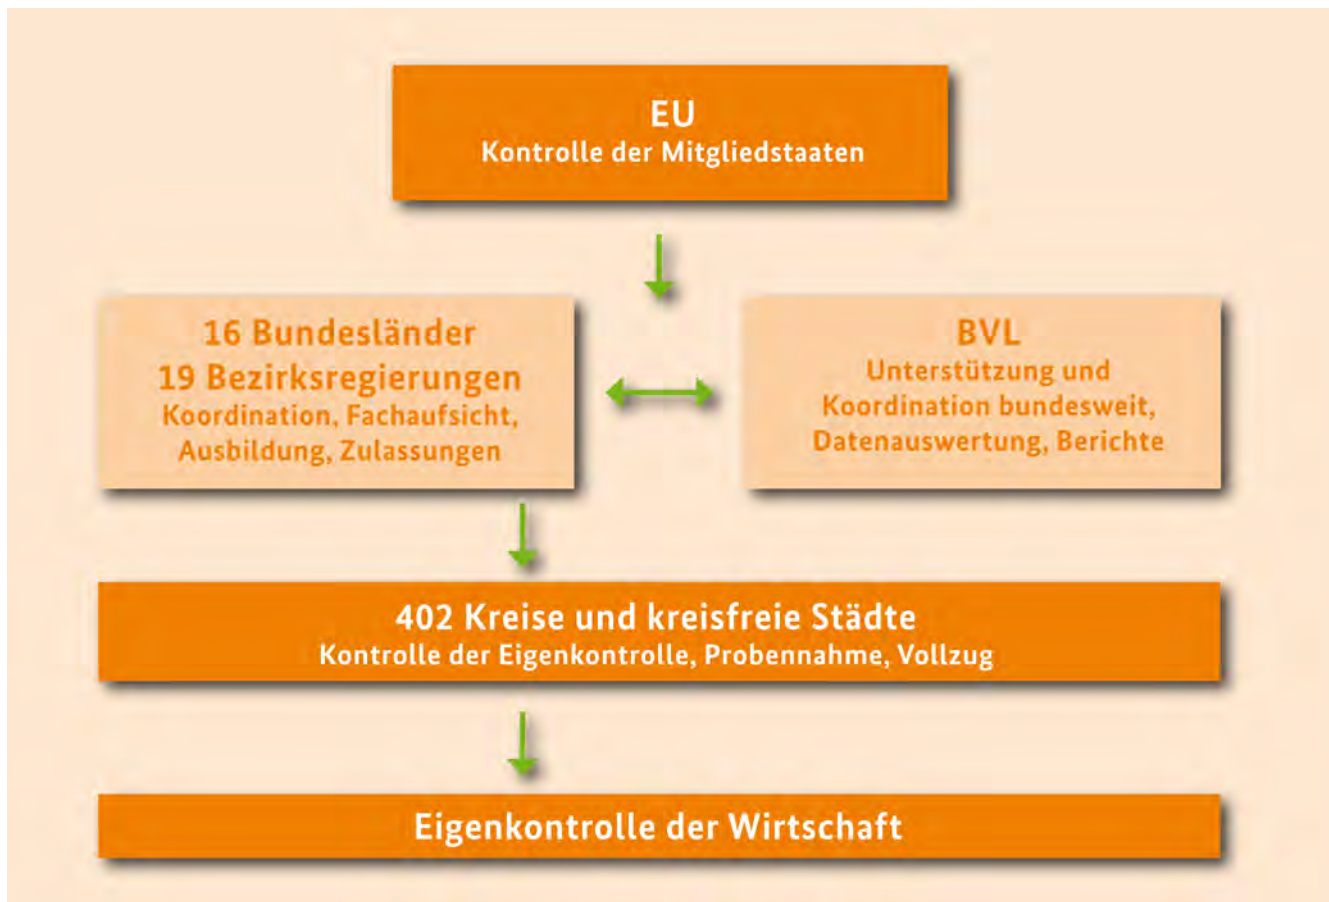 EU
Kontrolle der Mitgliedstaaten
16 Bundesländer
19 Bezirksregierungen
Koordination, Fachaufsicht,
Ausbildung, Zulassungen
BVL
Unterstützung und
Koordination bundesweit,
Datenauswertung, Berichte
402 Kreise und kreisfreie Städte
Kontrolle der Eigenkontrolle, Probennahme, Vollzug
Eigenkontrolle der Wirtschaft